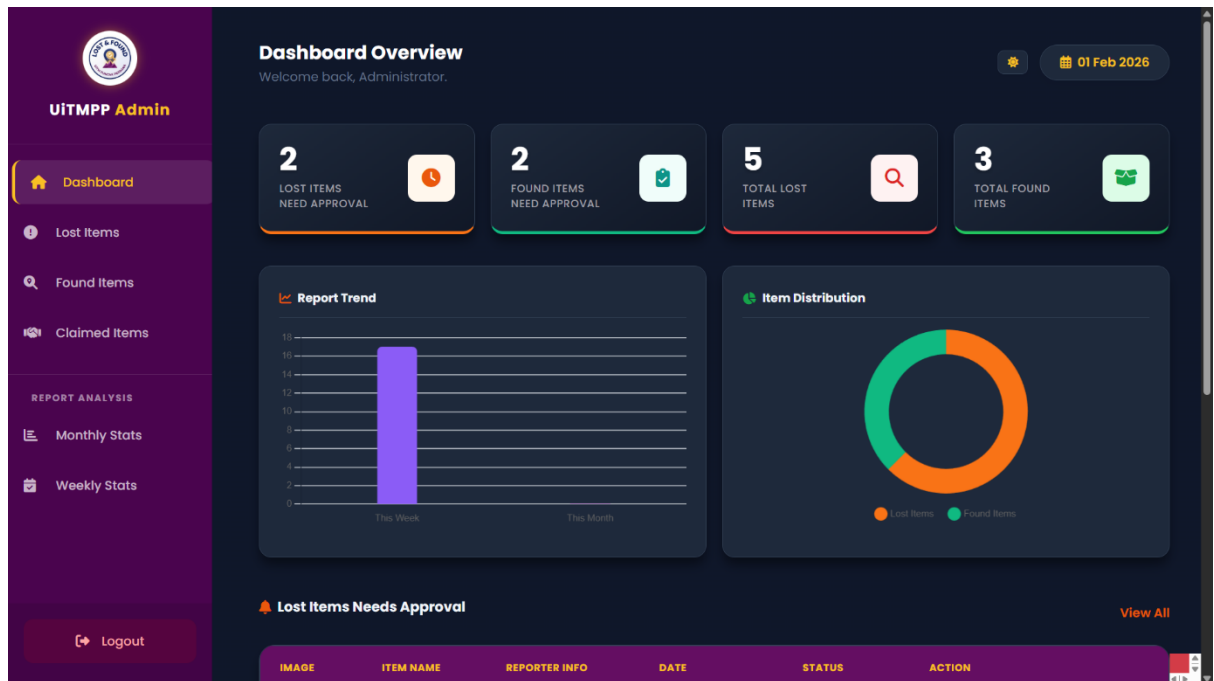 LOST & FOUND
UiTMPP Admin
Dashboard
Lost Items
Found Items
Claimed Items
REPORT ANALYSIS
Monthly Stats
Weekly Stats
Logout
Dashboard Overview
Welcome back, Administrator.
01 Feb 2026
2
LOST ITEMS
NEED APPROVAL
2
FOUND ITEMS
NEED APPROVAL
5
TOTAL LOST
ITEMS
3
TOTAL FOUND
ITEMS
Report Trend
18
16
14
12
10
8
6
4
2
0
This Week
This Month
Item Distribution
Lost Items
Found Items
Lost Items Needs Approval
View All
IMAGE
ITEM NAME
REPORTER INFO
DATE
STATUS
ACTION